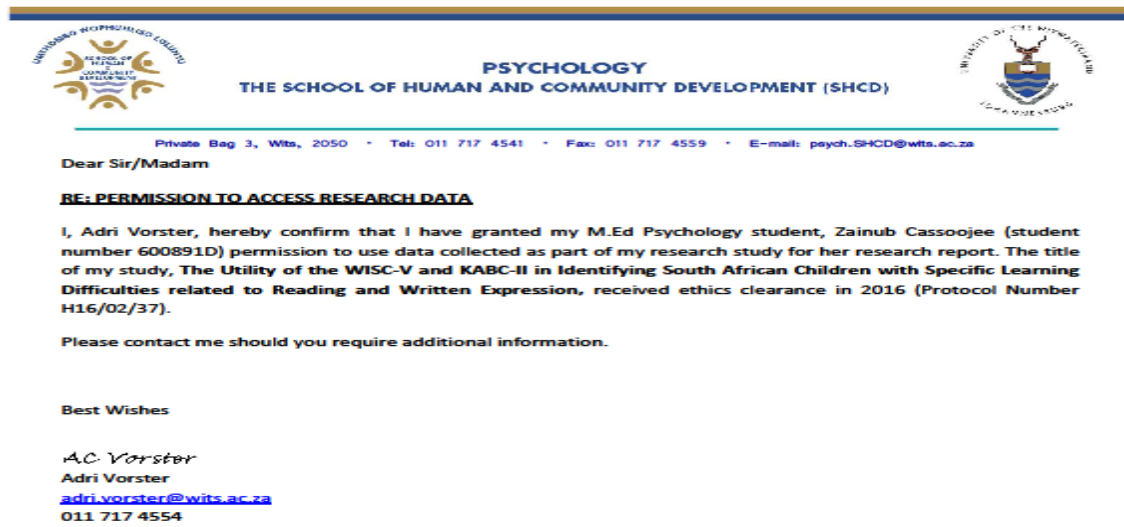 SCHOOL OF
HUMAN
COMMUNITY
DEVELOPMENT
PSYCHOLOGY
THE SCHOOL OF HUMAN AND COMMUNITY DEVELOPMENT (SHCD)
Private Bag 3, Wits, 2050 • Tel: 011 717 4541 • Fax: 011 717 4559 • E-mail: psych.SHCD@wits.ac.za
Dear Sir/Madam
RE: PERMISSION TO ACCESS RESEARCH DATA
I, Adri Vorster, hereby confirm that I have granted my M.Ed Psychology student, Zainub Cassoojee (student
number 600891D) permission to use data collected as part of my research study for her research report. The title
of my study, The Utility of the WISC-V and KABC-II in Identifying South African Children with Specific Learning
Difficulties related to Reading and Written Expression, received ethics clearance in 2016 (Protocol Number
H16/02/37).
Please contact me should you require additional information.
Best Wishes
AC Vorster
Adri Vorster
adri.vorster@wits.ac.za
011 717 4554